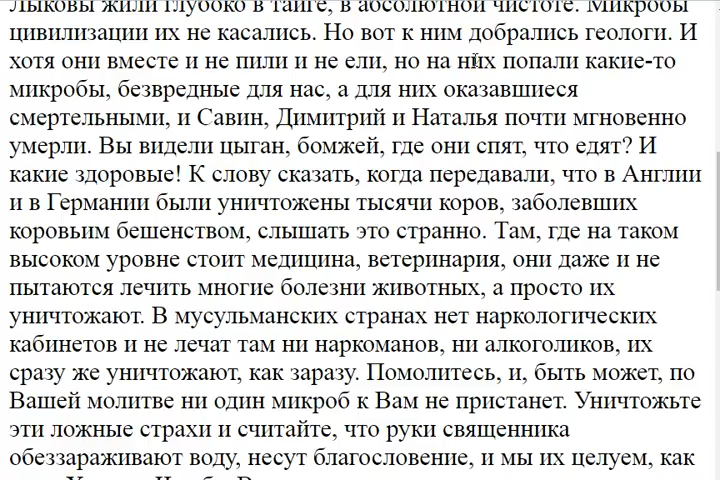 Лыковы жили глубоко в тайге, в абсолютной чистоте. Микробы
цивилизации их не касались. Но вот к ним добрались геологи. И
хотя они вместе и не пили и не ели, но на них попали какие-то
микробы, безвредные для нас, а для них оказавшиеся
смертельными, и Савин, Димитрий и Наталья почти мгновенно
умерли. Вы видели цыган, бомжей, где они спят, что едят? И
какие здоровые! К слову сказать, когда передавали, что в Англии
и в Германии были уничтожены тысячи коров, заболевших
коровьим бешенством, слышать это странно. Там, где на таком
высоком уровне стоит медицина, ветеринария, они даже и не
пытаются лечить многие болезни животных, а просто их
уничтожают. В мусульманских странах нет наркологических
кабинетов и не лечат там ни наркоманов, ни алкоголиков, их
сразу же уничтожают, как заразу. Помолитесь, и, быть может, по
Вашей молитве ни один микроб к Вам не пристанет. Уничтожьте
эти ложные страхи и считайте, что руки священника
обеззараживают воду, несут благословение, и мы их целуем, как